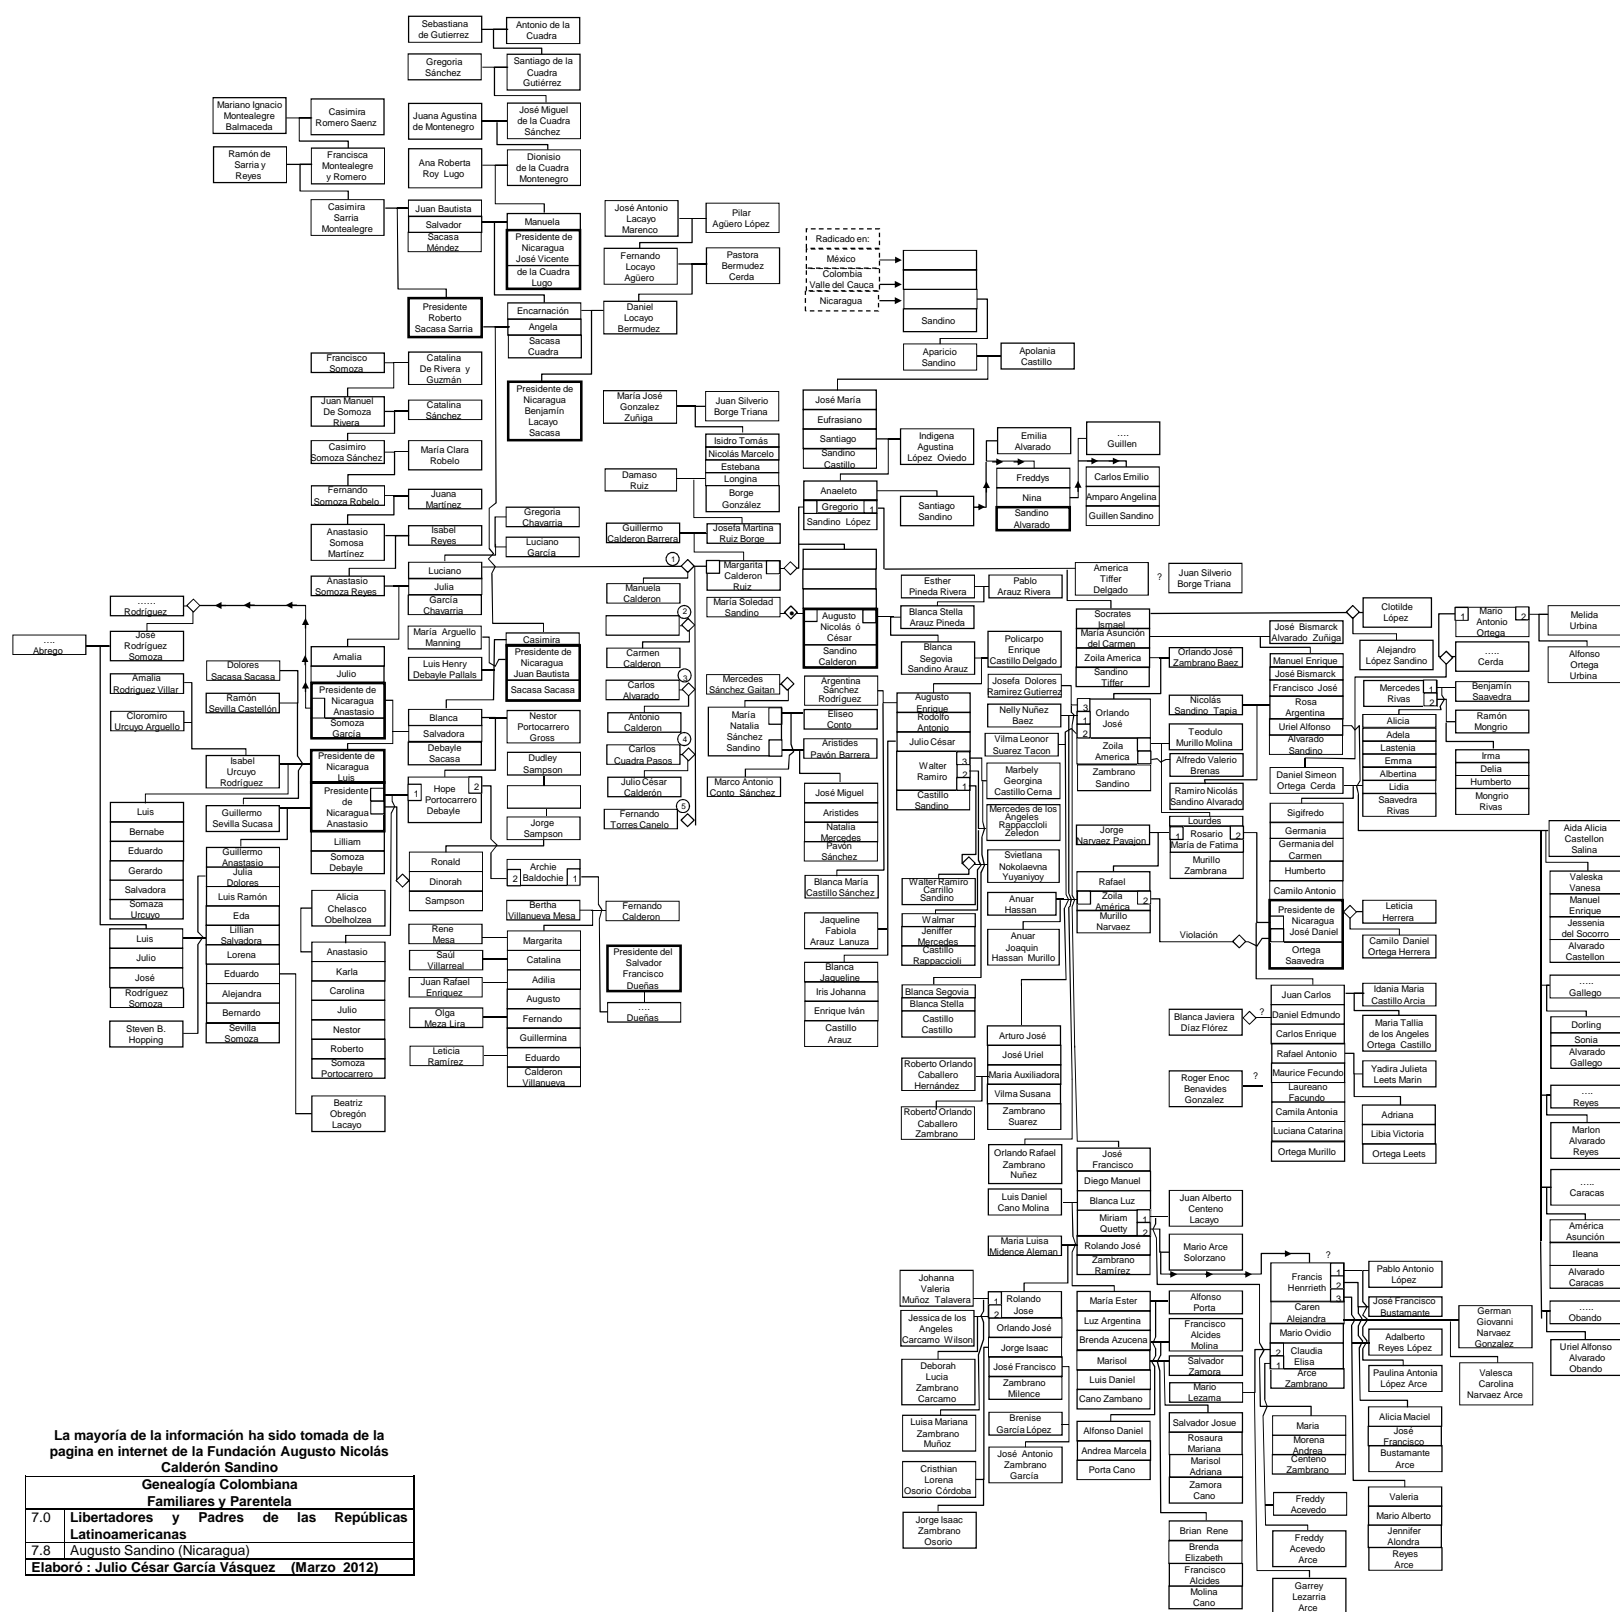 Sebastiana
de Gutierrez
Antonio de la
Cuadra
Gregoria
Sánchez
Santiago de la
Cuadra
Gutiérrez
Mariano Ignacio
Montealegre
Balmaceda
Casimira
Romero Saenz
Juana Agustina
de Montenegro
José Miguel
de la Cuadra
Sánchez
Ramón de
Sarria y
Reyes
Francisca
Montealegre
y Romero
Ana Roberta
Roy Lugo
Dionisio
de la Cuadra
Montenegro
Casimira
Sarria
Montealegre
Juan Bautista
Salvador
Sacasa
Méndez
Manuela
Presidente de
Nicaragua
José Vicente
de la Cuadra
Lugo
José Antonio
Lacayo
Marenco
Pilar
Agüero López
Fernando
Locayo
Agüero
Pastora
Bermudez
Cerda
Radicado en:
México
Colombia
Valle del Cauca
Nicaragua
Sandino
Presidente
Roberto
Sacasa Sarria
Encarnación
Angela
Sacasa
Cuadra
Daniel
Locayo
Bermudez
Aparicio
Sandino
Apolania
Castillo
Francisco
Somoza
Catalina
De Rivera y
Guzmán
Presidente de
Nicaragua
Benjamín
Lacayo
Sacasa
Juan Manuel
De Somoza
Rivera
Catalina
Sánchez
María José
Gonzalez
Zuñiga
Juan Silverio
Borge Triana
José María
Eufrasiano
Santiago
Sandino
Castillo
Indigena
Agustina
López Oviedo
Emilia
Alvarado
....
Guillen
Casimiro
Somoza Sánchez
María Clara
Robelo
Isidro Tomás
Nicolás Marcelo
Estebana
Longina
Borge
González
Damaso
Ruiz
Freddys
Nina
Sandino
Alvarado
Carlos Emilio
Amparo Angelina
Guillen Sandino
Fernando
Somoza Robelo
Juana
Martínez
Anaeleto
Gregorio
1
Sandino López
Santiago
Sandino
Anastasio
Somosa
Martínez
Isabel
Reyes
Gregoria
Chavarria
Luciano
García
Guillermo
Calderon Barrera
Josefa Martina
Ruiz Borge
Anastasio
Somoza Reyes
Luciano
Julia
García
Chavarria
1
Margarita
Calderon
Ruiz
America
Tiffer
Delgado
?
Juan Silverio
Borge Triana
Manuela
Calderon
María Soledad
Sandino
Esther
Pineda Rivera
Pablo
Arauz Rivera
......
Rodríguez
....
Abrego
José
Rodríguez
Somoza
2
Augusto
Nicolás ó
César
Sandino
Calderon
Blanca Stella
Arauz Pineda
Socrates
Ismael
María Asunción
del Carmen
Zoila America
Sandino
Tiffer
Clotilde
López
1
Mario
Antonio
Ortega
2
Melida
Urbina
José Bismarck
Alvarado Zuñiga
María Arguello
Manning
Casimira
Presidente de
Nicaragua
Juan Bautista
Sacasa Sacasa
Carmen
Calderon
Blanca
Segovia
Sandino Arauz
Policarpo
Enrique
Castillo Delgado
Orlando José
Zambrano Baez
Alejandro
López Sandino
.....
Cerda
Alfonso
Ortega
Urbina
Dolores
Sacasa Sacasa
Amalia
Julio
Presidente de
Nicaragua
Anastasio
Somoza
García
Luis Henry
Debayle Pallals
Amalia
Rodriguez Villar
Ramón
Sevilla Castellón
3
Carlos
Alvarado
Mercedes
Sánchez Gaitan
Argentina
Sánchez
Rodríguez
Josefa Dolores
Ramirez Gutierrez
Manuel Enrique
José Bismarck
Francisco José
Rosa
Argentina
Uriel Alfonso
Alvarado
Sandino
Mercedes
Rivas
1
2
Benjamín
Saavedra
Cloromiro
Urcuyo Arguello
Blanca
Salvadora
Debayle
Sacasa
Nestor
Portocarrero
Gross
Antonio
Calderon
María
Natalia
Sánchez
Sandino
Eliseo
Conto
Augusto
Enrique
Rodolfo
Antonio
Julio César
Walter
Ramiro
3
2
1
Castillo
Sandino
Nelly Nuñez
Baez
3
1
2
Orlando
José
Zoila
America
Zambrano
Sandino
Nicolás
Sandino Tapia
Teodulo
Murillo Molina
Ramón
Mongrio
Alicia
Adela
Lastenia
Emma
Albertina
Lidia
Saavedra
Rivas
Isabel
Urcuyo
Rodríguez
Presidente de
Nicaragua
Luis
Presidente
de
Nicaragua
Anastasio
Lilliam
Somoza
Debayle
Dudley
Sampson
4
Carlos
Cuadra Pasos
Aristides
Pavón Barrera
Vilma Leonor
Suarez Tacon
Alfredo Valerio
Brenas
Irma
Delia
Humberto
Mongrio
Rivas
1
Hope
Portocarrero
Debayle
2
Julio César
Calderón
Marco Antonio
Conto Sánchez
Marbely
Georgina
Castillo Cerna
Ramiro Nicolás
Sandino Alvarado
Daniel Simeon
Ortega Cerda
Luis
Bernabe
Eduardo
Gerardo
Salvadora
Somaza
Urcuyo
Guillermo
Sevilla Sucasa
Jorge
Sampson
5
Fernando
Torres Canelo
José Miguel
Aristides
Natalia
Mercedes
Pavón
Sánchez
Mercedes de los
Ángeles
Rappaccioli
Zeledon
Jorge
Narvaez Pavajon
Lourdes
1
Rosario
2
María de Fatima
Murillo
Zambrana
Sigifredo
Germania
Germania del
Carmen
Humberto
Camilo Antonio
Presidente de
Nicaragua
José Daniel
Ortega
Saavedra
Aida Alicia
Castellon
Salina
Guillermo
Anastasio
Julia
Dolores
Luis Ramón
Eda
Lillian
Salvadora
Lorena
Eduardo
Alejandra
Bernardo
Sevilla
Somoza
Ronald
Dinorah
Sampson
2
Archie
Baldochie
1
Svietlana
Nokolaevna
Yuyaniyoy
Valeska
Vanesa
Manuel
Enrique
Jessenia
del Socorro
Alvarado
Castellon
Alicia
Chelasco
Obelholzea
Blanca María
Castillo Sánchez
Walter Ramiro
Carrillo
Sandino
Anuar
Hassan
Rafael
Zoila
América
2
Murillo
Narvaez
Bertha
Villanueva Mesa
Fernando
Calderon
Leticia
Herrera
Jaqueline
Fabiola
Arauz Lanuza
Walmar
Jeniffer
Mercedes
Castillo
Rappaccioli
Anuar
Joaquin
Hassan Murillo
Violación
Camilo Daniel
Ortega Herrera
Luis
Julio
José
Rodríguez
Somoza
Rene
Mesa
Saúl
Villarreal
Juan Rafael
Enriquez
Olga
Meza Lira
Leticia
Ramírez
Margarita
Catalina
Adilia
Augusto
Fernando
Guillermina
Eduardo
Calderon
Villanueva
Presidente del
Salvador
Francisco
Dueñas
....
Dueñas
Anastasio
Karla
Carolina
Julio
Nestor
Roberto
Somoza
Portocarrero
Blanca
Jaqueline
Iris Johanna
Enrique Iván
Castillo
Arauz
Blanca Segovia
Blanca Stella
Castillo
Castillo
Blanca Javiera
Díaz Flórez
?
Juan Carlos
Daniel Edmundo
Carlos Enrique
Rafael Antonio
Maurice Fecundo
Laureano
Facundo
Camila Antonia
Luciana Catarina
Ortega Murillo
Idania Maria
Castillo Arcia
Maria Tallia
de los Angeles
Ortega Castillo
.....
Gallego
Steven B.
Hopping
Dorling
Sonia
Alvarado
Gallego
Arturo José
José Uriel
Maria Auxiliadora
Vilma Susana
Zambrano
Suarez
Roberto Orlando
Caballero
Hernández
Roger Enoc
Benavides
Gonzalez
?
Yadira Julieta
Leets Marin
Beatriz
Obregón
Lacayo
Roberto Orlando
Caballero
Zambrano
Adriana
Libia Victoria
Ortega Leets
....
Reyes
Marlon
Alvarado
Reyes
Orlando Rafael
Zambrano
Nuñez
José
Francisco
Diego Manuel
Blanca Luz
Miriam
Quetty
1
2
Rolando José
Zambrano
Ramírez
Luis Daniel
Cano Molina
Juan Alberto
Centeno
Lacayo
.....
Caracas
Maria Luisa
Midence Aleman
Mario Arce
Solorzano
América
Asunción
Ileana
Alvarado
Caracas
?
Johanna
Valeria
Muñoz Talavera
1
2
Rolando
Jose
Orlando José
Jorge Isaac
José Francisco
Zambrano
Milence
María Ester
Luz Argentina
Brenda Azucena
Marisol
Luis Daniel
Cano Zambano
Alfonso
Porta
Francis
Henrrieth
1
2
3
Caren
Alejandra
Mario Ovidio
2
1
Claudia
Elisa
Arce
Zambrano
Pablo Antonio
López
José Francisco
Bustamante
Adalberto
Reyes López
Paulina Antonia
López Arce
German
Giovanni
Narvaez
Gonzalez
Valesca
Carolina
Narvaez Arce
.....
Obando
Uriel Alfonso
Alvarado
Obando
Jessica de los
Angeles
Carcamo Wilson
Francisco
Alcides
Molina
Salvador
Zamora
Mario
Lezama
Deborah
Lucia
Zambrano
Carcamo
Luisa Mariana
Zambrano
Muñoz
Brenise
García López
Alfonso Daniel
Andrea Marcela
Porta Cano
Salvador Josue
Rosaura
Mariana
Marisol
Adriana
Zamora
Cano
Maria
Morena
Andrea
Centeno
Zambrano
Alicia Maciel
José
Francisco
Bustamante
Arce
Cristhian
Lorena
Osorio Córdoba
José Antonio
Zambrano
García
Jorge Isaac
Zambrano
Osorio
Freddy
Acevedo
Freddy
Acevedo
Arce
Garrey
Lezarria
Arce
Valeria
Mario Alberto
Jennifer
Alondra
Reyes
Arce
Brian Rene
Brenda
Elizabeth
Francisco
Alcides
Molina
Cano
La mayoría de la información ha sido tomada de la
pagina en internet de la Fundación Augusto Nicolás
Calderón Sandino
Genealogía Colombiana
Familiares y Parentela
7.0 Libertadores y Padres de las Repúblicas
Latinoamericanas
7.8 Augusto Sandino (Nicaragua)
Elaboró : Julio César García Vásquez (Marzo 2012)